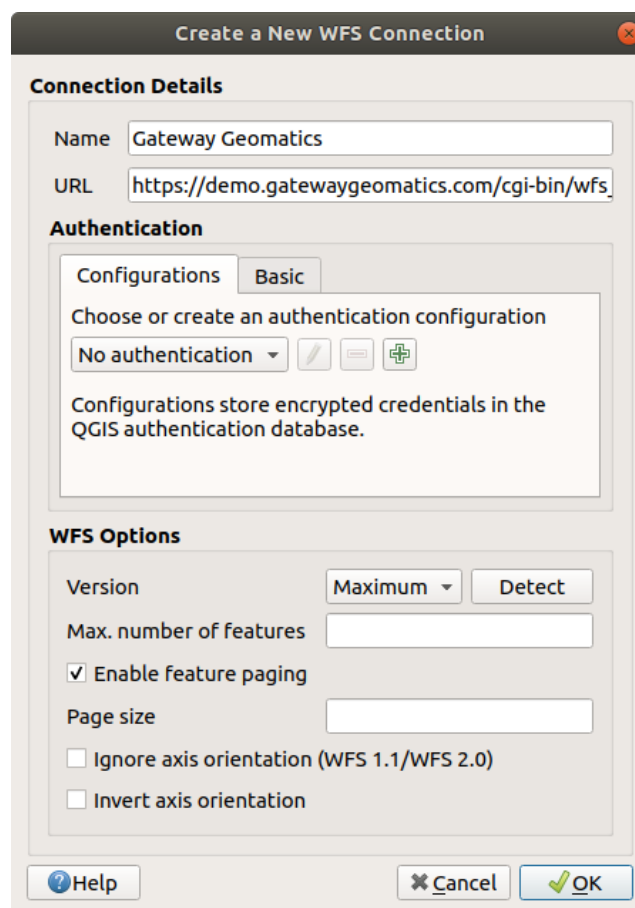 Create a New WFS Connection
Connection Details
Name Gateway Geomatics
URL https://demo.gatewaygeomatics.com/cgi-bin/wfs_
Authentication
Configurations Basic
Choose or create an authentication configuration
No authentication
Configurations store encrypted credentials in the
QGIS authentication database.
WFS Options
Version Maximum Detect
Max. number of features
Enable feature paging
Page size
Ignore axis orientation (WFS 1.1/WFS 2.0)
Invert axis orientation
Help Cancel OK